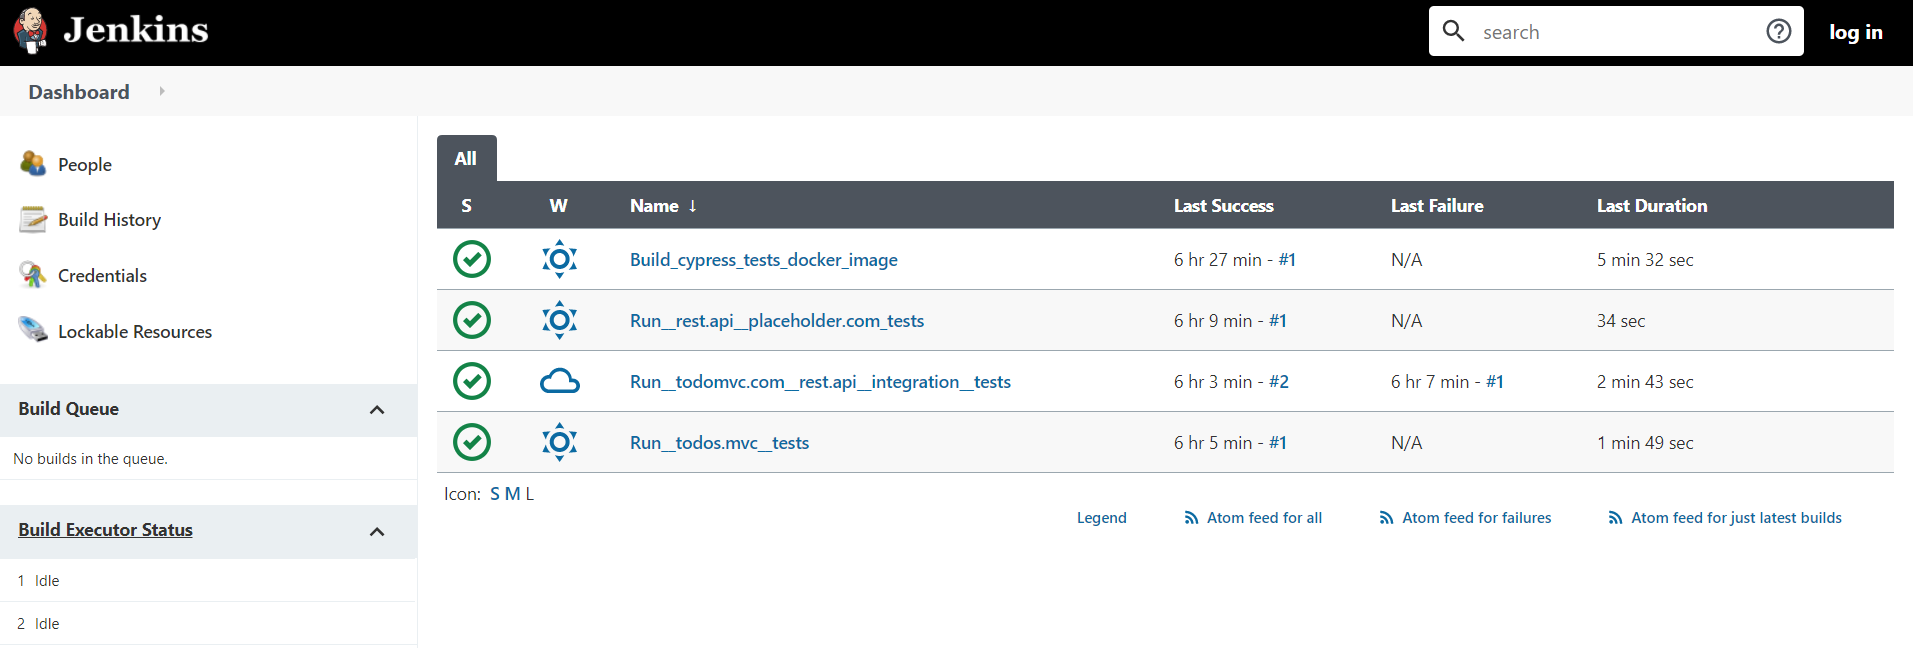 Jenkins
search
log in
Dashboard
People
Build History
Credentials
Lockable Resources
Build Queue
No builds in the queue.
Build Executor Status
1 Idle
2 Idle
All
S W Name ↓ Last Success Last Failure Last Duration
Build_cypress_tests_docker_image 6 hr 27 min - #1 N/A 5 min 32 sec
Run__rest.api__placeholder.com_tests 6 hr 9 min - #1 N/A 34 sec
Run__todomvc.com__rest.api__integration__tests 6 hr 3 min - #2 6 hr 7 min - #1 2 min 43 sec
Run__todos.mvc__tests 6 hr 5 min - #1 N/A 1 min 49 sec
Icon: S M L
Legend Atom feed for all Atom feed for failures Atom feed for just latest builds